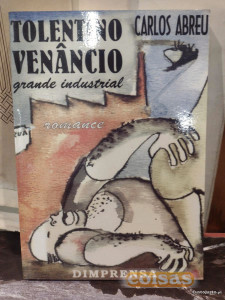 TOLENTINO
CARLOS ABREU
VENÂNCIO
grande industrial
romance
DIMPRENSA
coisas